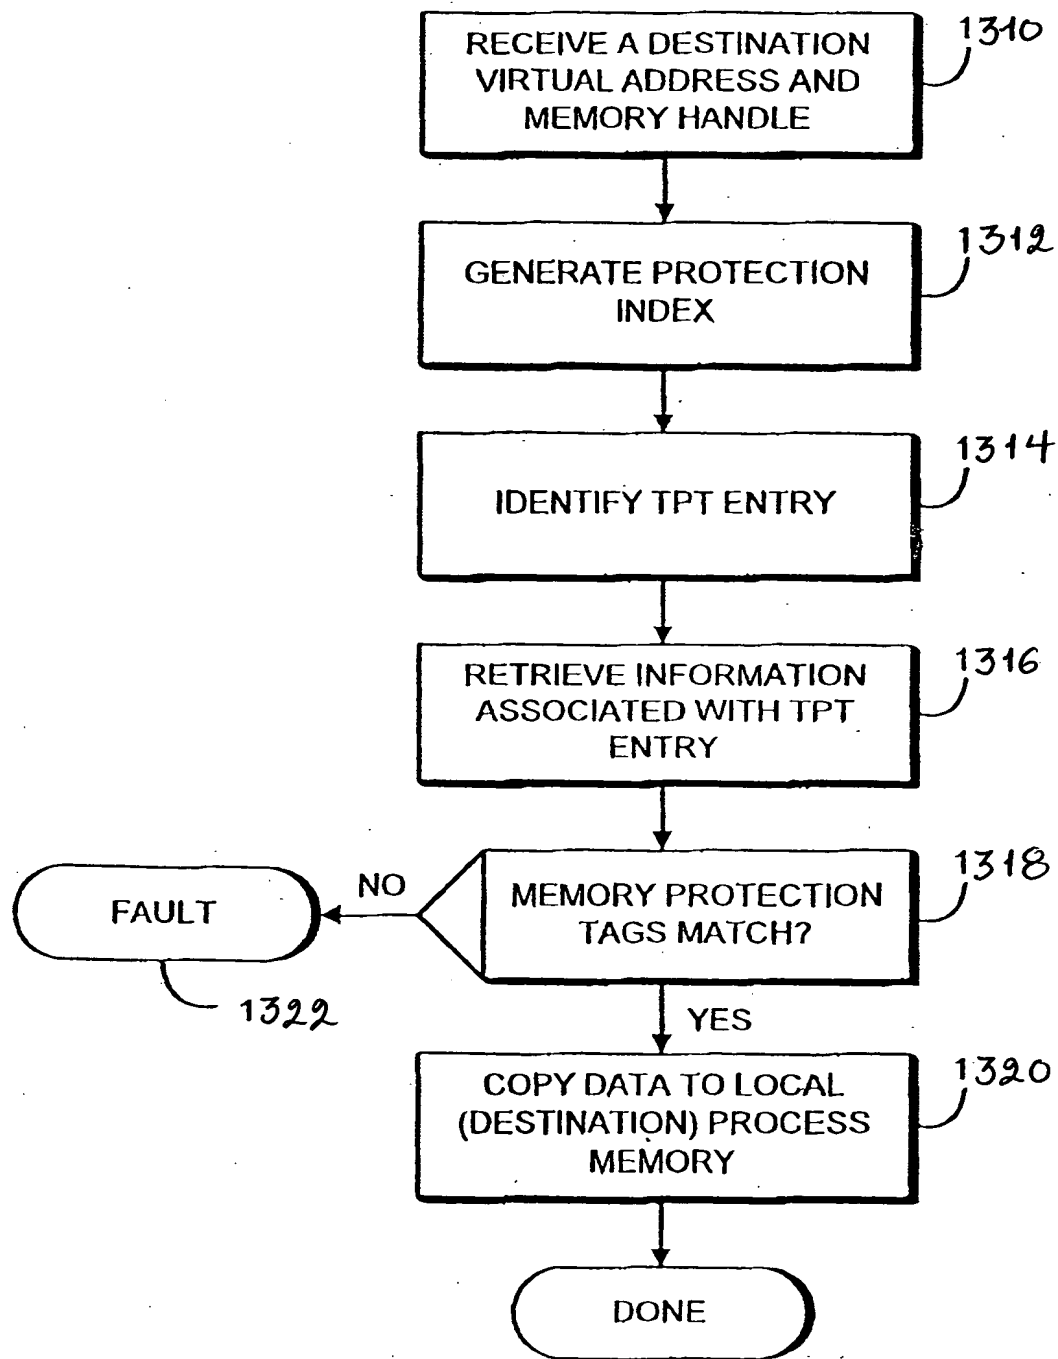 RECEIVE A DESTINATION
VIRTUAL ADDRESS AND
MEMORY HANDLE
1310
GENERATE PROTECTION
INDEX
1312
IDENTIFY TPT ENTRY
1314
RETRIEVE INFORMATION
ASSOCIATED WITH TPT
ENTRY
1316
MEMORY PROTECTION
TAGS MATCH?
1318
NO
FAULT
1322
YES
COPY DATA TO LOCAL
(DESTINATION) PROCESS
MEMORY
1320
DONE